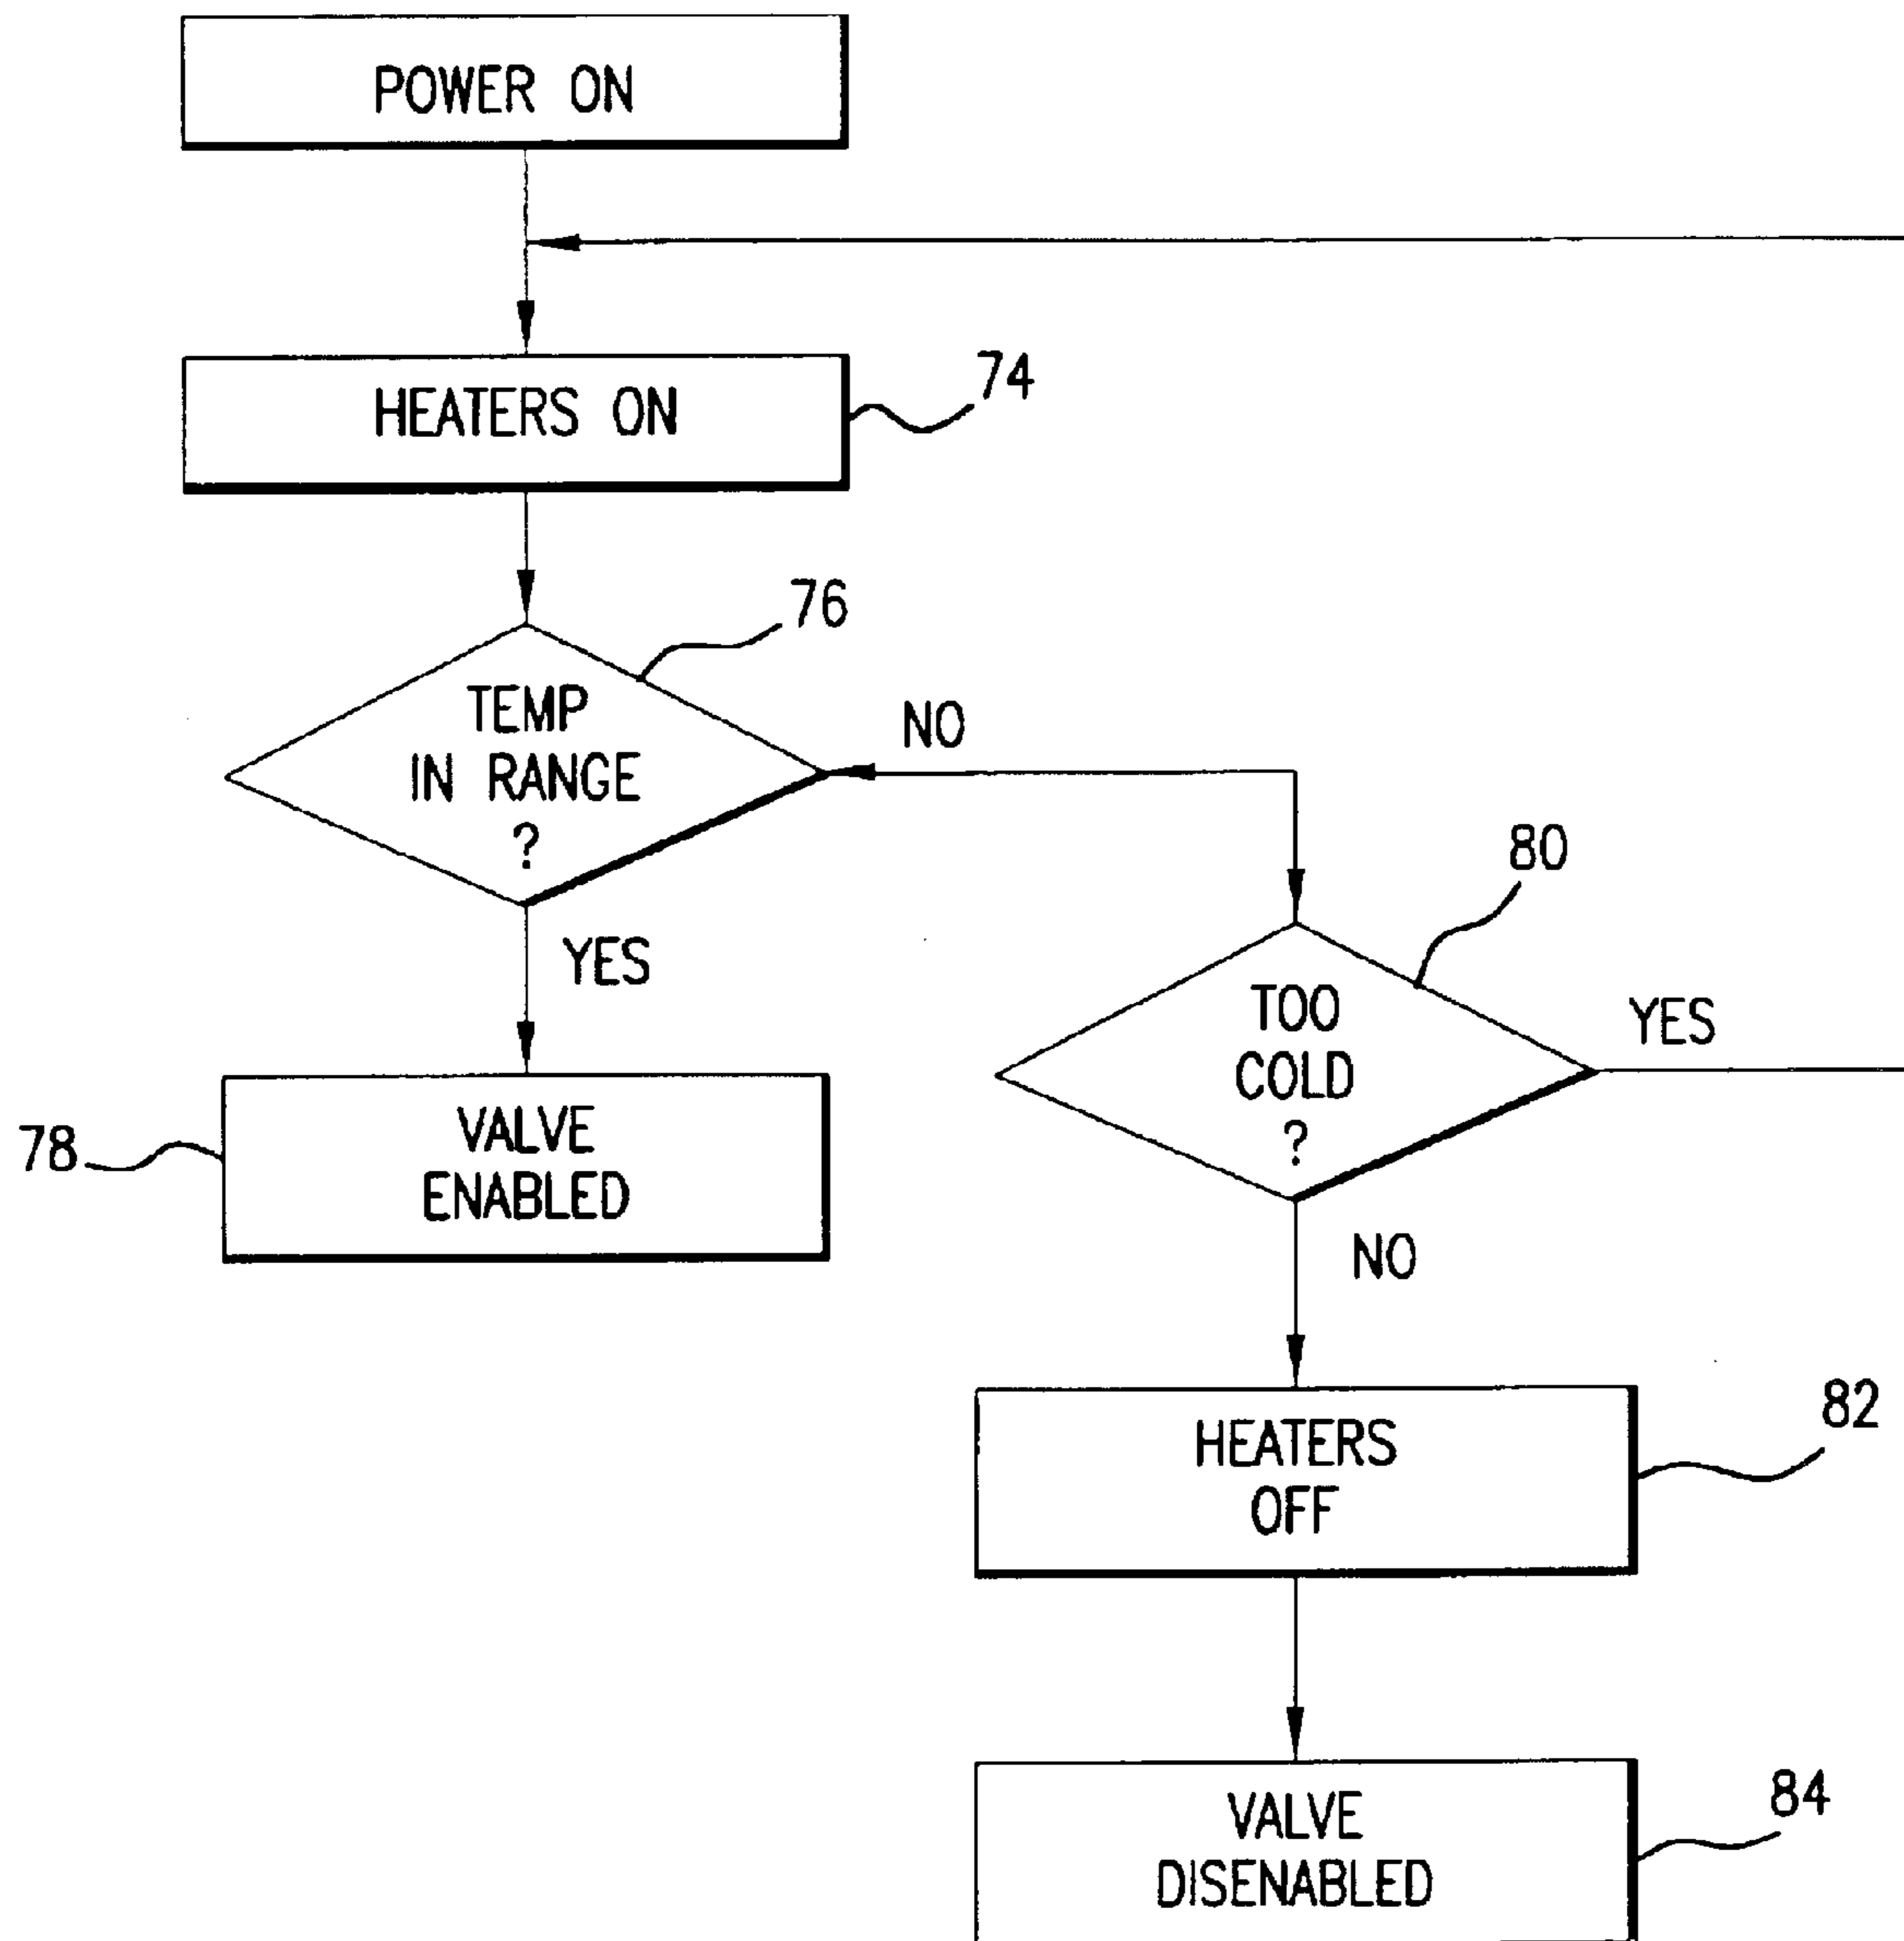 POWER ON
HEATERS ON
74
76
TEMP
IN RANGE
?
NO
YES
80
TOO
COLD
?
YES
78
VALVE
ENABLED
NO
82
HEATERS
OFF
84
VALVE
DISENABLED